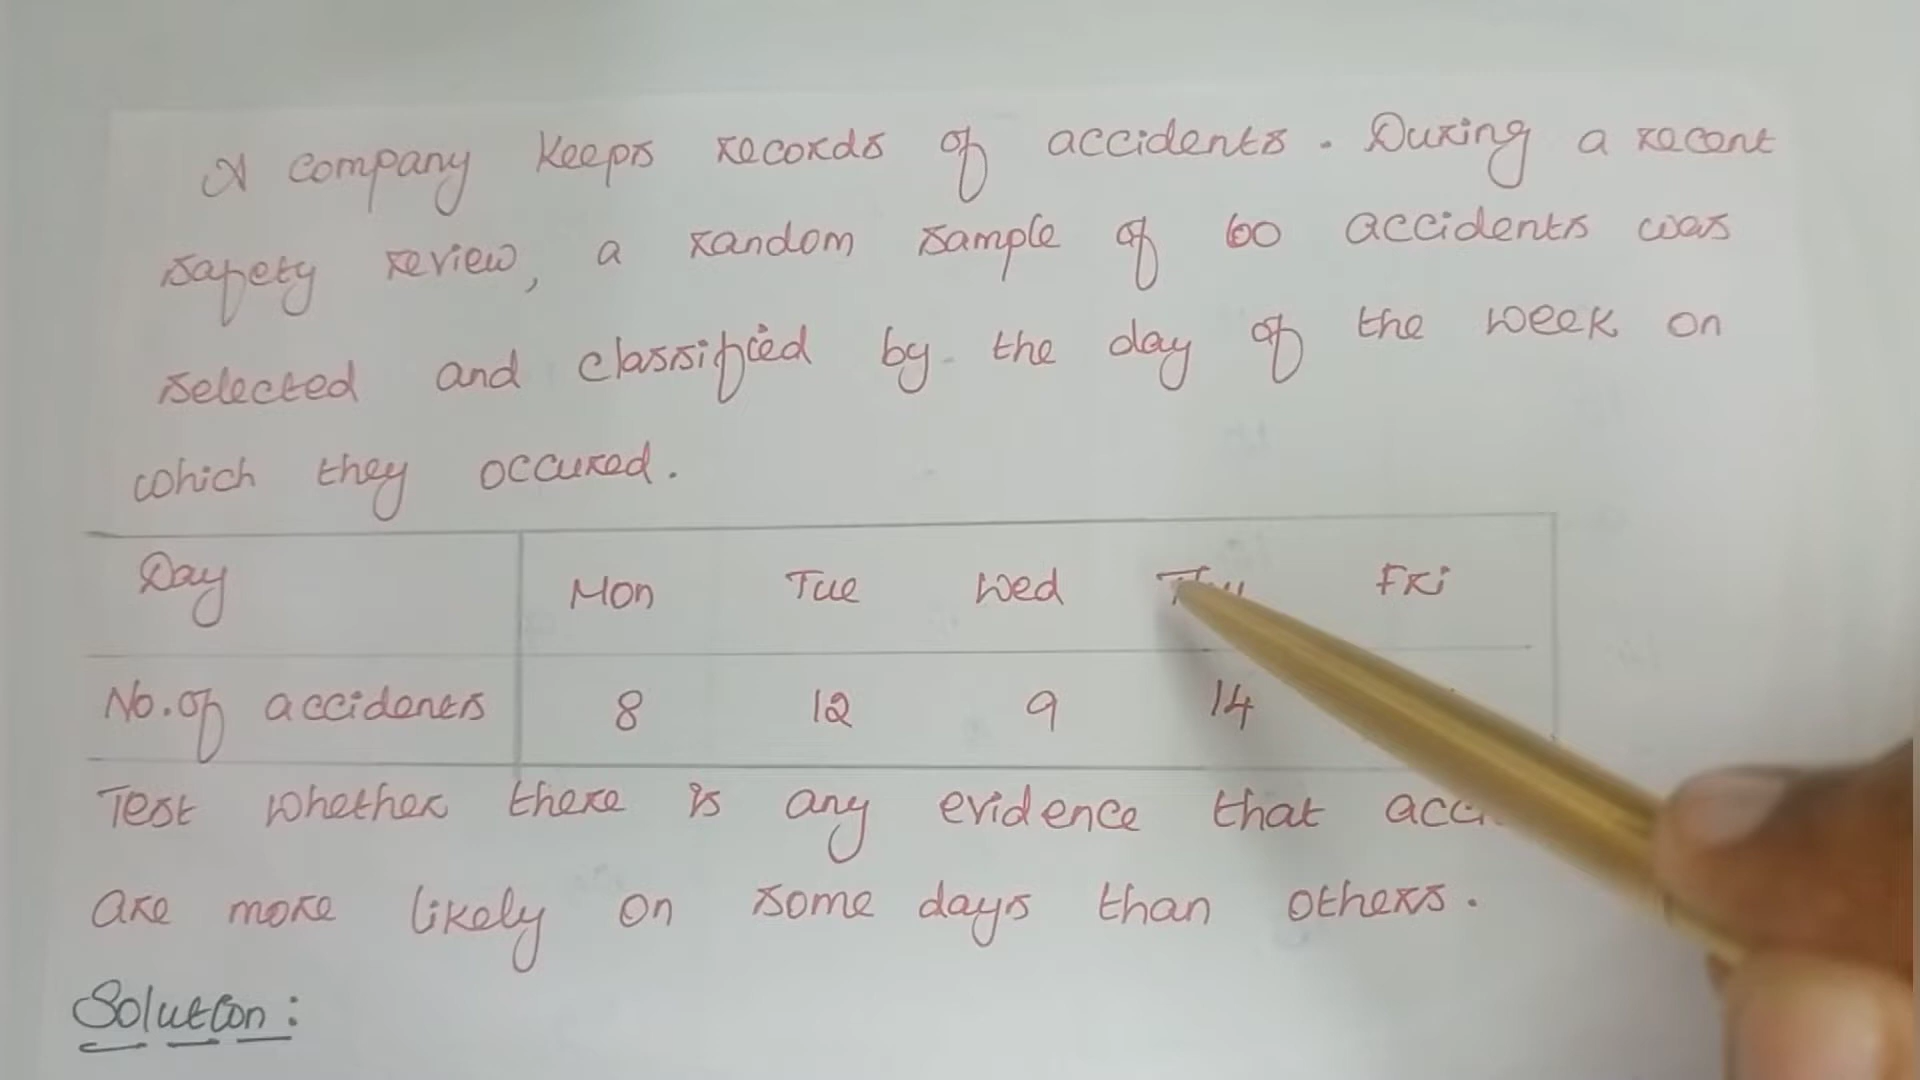 A company keeps records of accidents. During a recent
safety review, a random sample of 60 accidents was
selected and classified by the day of the week on
which they occured.
Day Mon Tue Wed Fri
No. of accidents 8 12 9 14
Test whether there is any evidence that
are more likely on some days than others.
Solution: